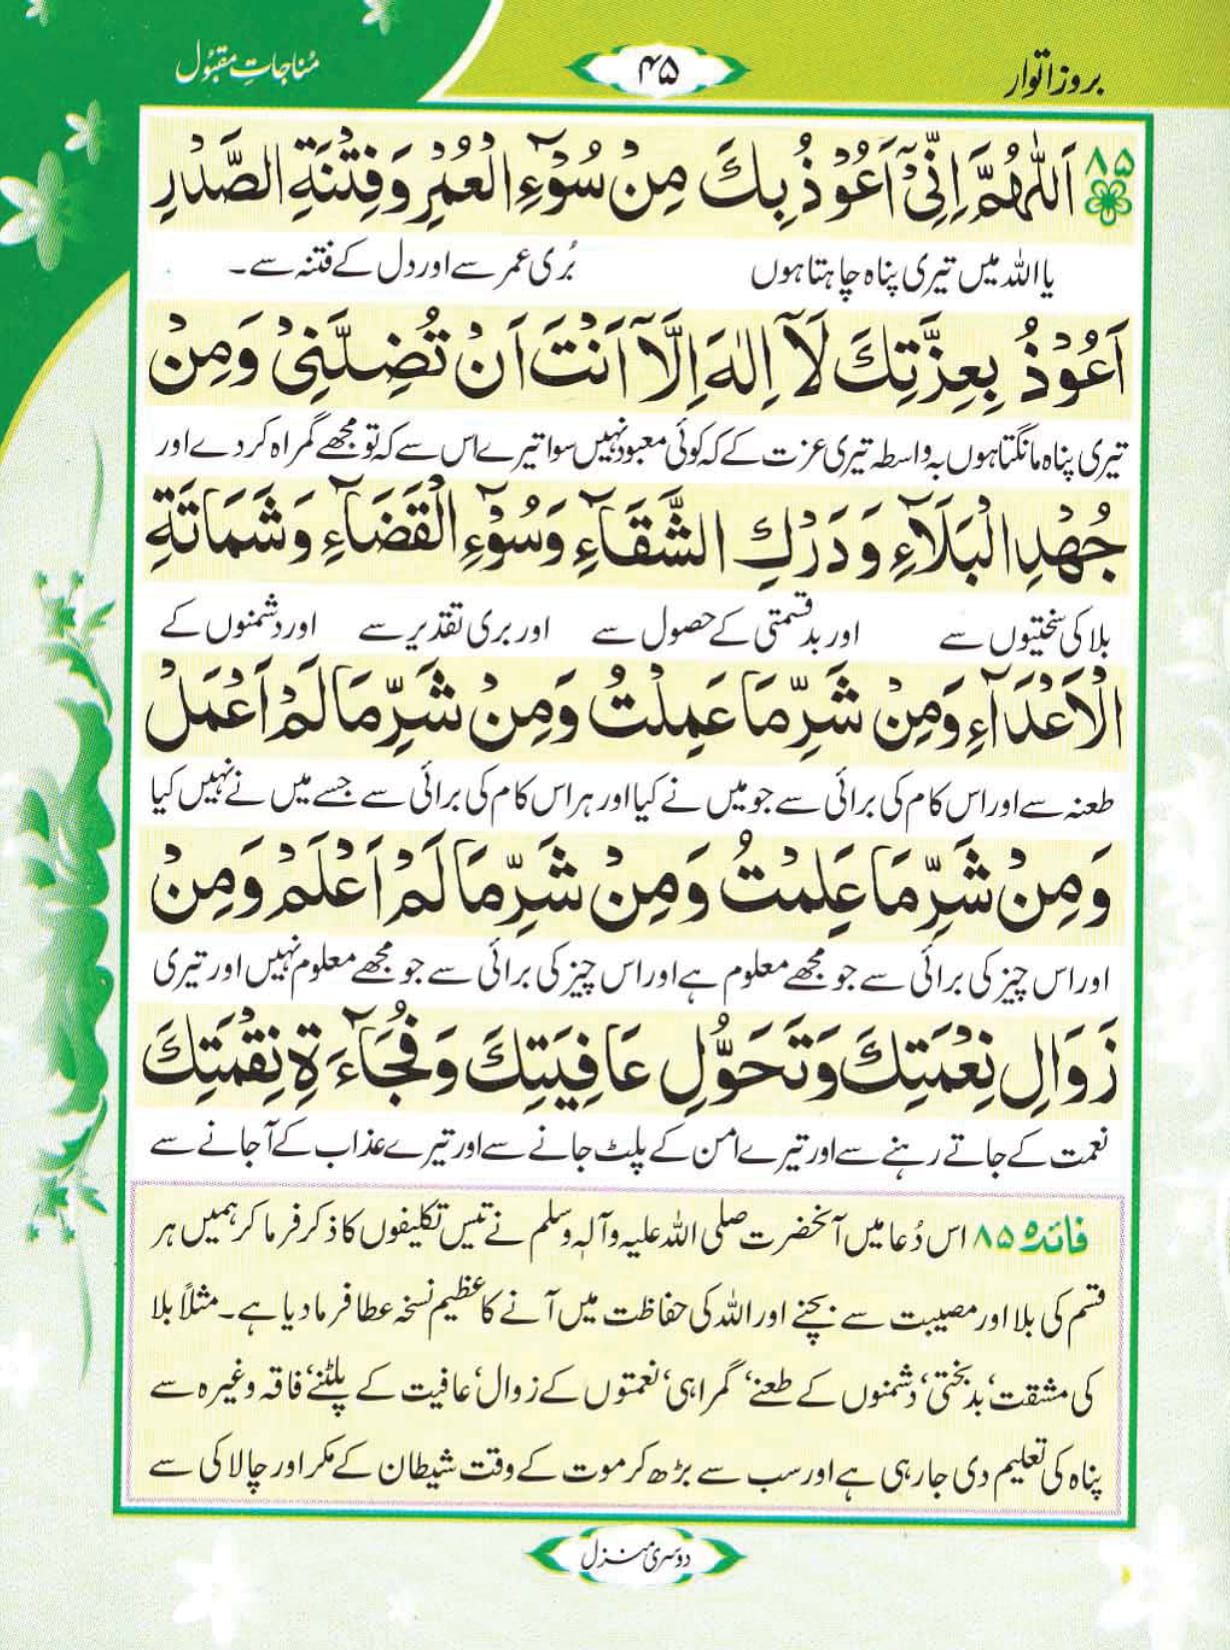 بروز اتوار
۴۵
مُناجاتِ مقبُول
۸۵ اَللّٰهُمَّ اِنِّیْٓ اَعُوْذُ بِكَ مِنْ سُوْٓءِ الْعُمُرِ وَفِتْنَةِ الصَّدْرِ
یا اللہ میں تیری پناہ چاہتا ہوں بُری عمر سے اور دل کے فتنہ سے۔
اَعُوْذُ بِعِزَّتِكَ لَآ اِلٰهَ اِلَّآ اَنْتَ اَنْ تُضِلَّنِیْ وَمِنْ
تیری پناہ مانگتا ہوں بہ واسطہ تیری عزت کے کہ کوئی معبود نہیں سوا تیرے اس سے کہ تو مجھے گمراہ کر دے اور
جُهْدِ الْبَلَآءِ وَدَرَكِ الشَّقَآءِ وَسُوْٓءِ الْقَضَآءِ وَشَمَاتَةِ
بلا کی سختیوں سے اور بدقسمتی کے حصول سے اور بری تقدیر سے اور دشمنوں کے
الْاَعْدَآءِ وَمِنْ شَرِّ مَا عَمِلْتُ وَمِنْ شَرِّ مَا لَمْ اَعْمَلْ
طعنہ سے اور اس کام کی برائی سے جو میں نے کیا اور ہر اس کام کی برائی سے جسے میں نے نہیں کیا
وَمِنْ شَرِّ مَا عَلِمْتُ وَمِنْ شَرِّ مَا لَمْ اَعْلَمْ وَمِنْ
اور اس چیز کی برائی سے جو مجھے معلوم ہے اور اس چیز کی برائی سے جو مجھے معلوم نہیں اور تیری
زَوَالِ نِعْمَتِكَ وَتَحَوُّلِ عَافِيَتِكَ وَفُجَآءَةِ نِقْمَتِكَ
نعمت کے جاتے رہنے سے اور تیرے امن کے پلٹ جانے سے اور تیرے عذاب کے آ جانے سے
فائدہ ۸۵ اس دُعا میں آنحضرت صلی اللہ علیہ وآلہ وسلم نے تیس تکلیفوں کا ذکر فرما کر ہمیں ہر
قسم کی بلا اور مصیبت سے بچنے اور اللہ کی حفاظت میں آنے کا عظیم نسخہ عطا فرما دیا ہے۔ مثلاً بلا
کی مشقت، بدبختی، دشمنوں کے طعنے، گمراہی، نعمتوں کے زوال، عافیت کے پلٹنے، فاقہ وغیرہ سے
پناہ کی تعلیم دی جا رہی ہے اور سب سے بڑھ کر موت کے وقت شیطان کے مکر اور چالاکی سے
دوسری منزل